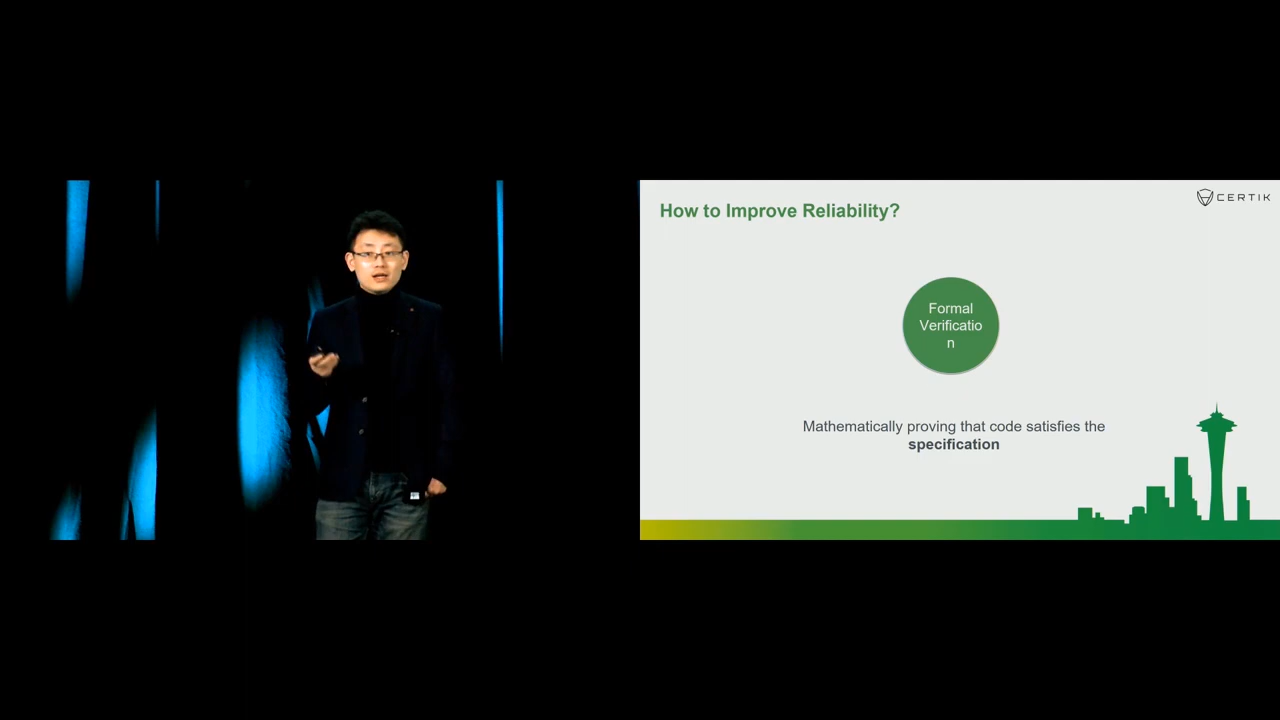 How to Improve Reliability?
CERTIK
Formal
Verificatio
n
Mathematically proving that code satisfies the
specification